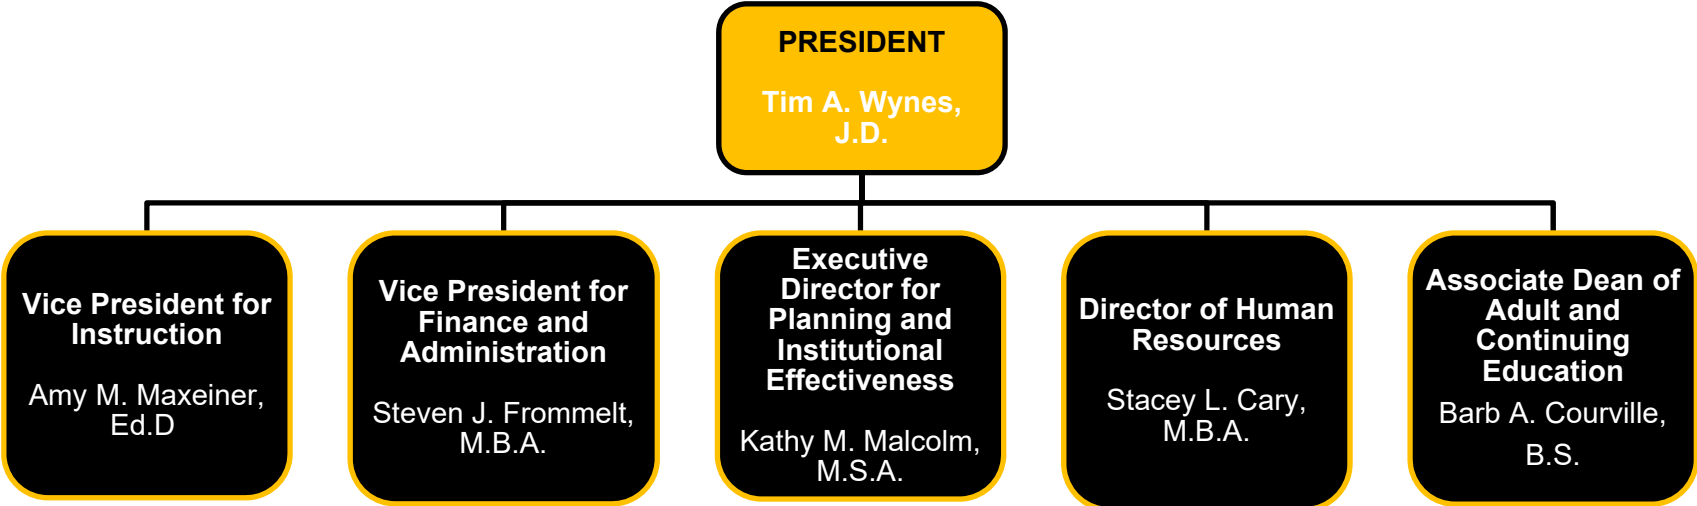 PRESIDENT
Tim A. Wynes,
J.D.
Vice President for
Instruction
Amy M. Maxeiner,
Ed.D
Vice President for
Finance and
Administration
Steven J. Frommelt,
M.B.A.
Executive
Director for
Planning and
Institutional
Effectiveness
Kathy M. Malcolm,
M.S.A.
Director of Human
Resources
Stacey L. Cary,
M.B.A.
Associate Dean of
Adult and
Continuing
Education
Barb A. Courville,
B.S.